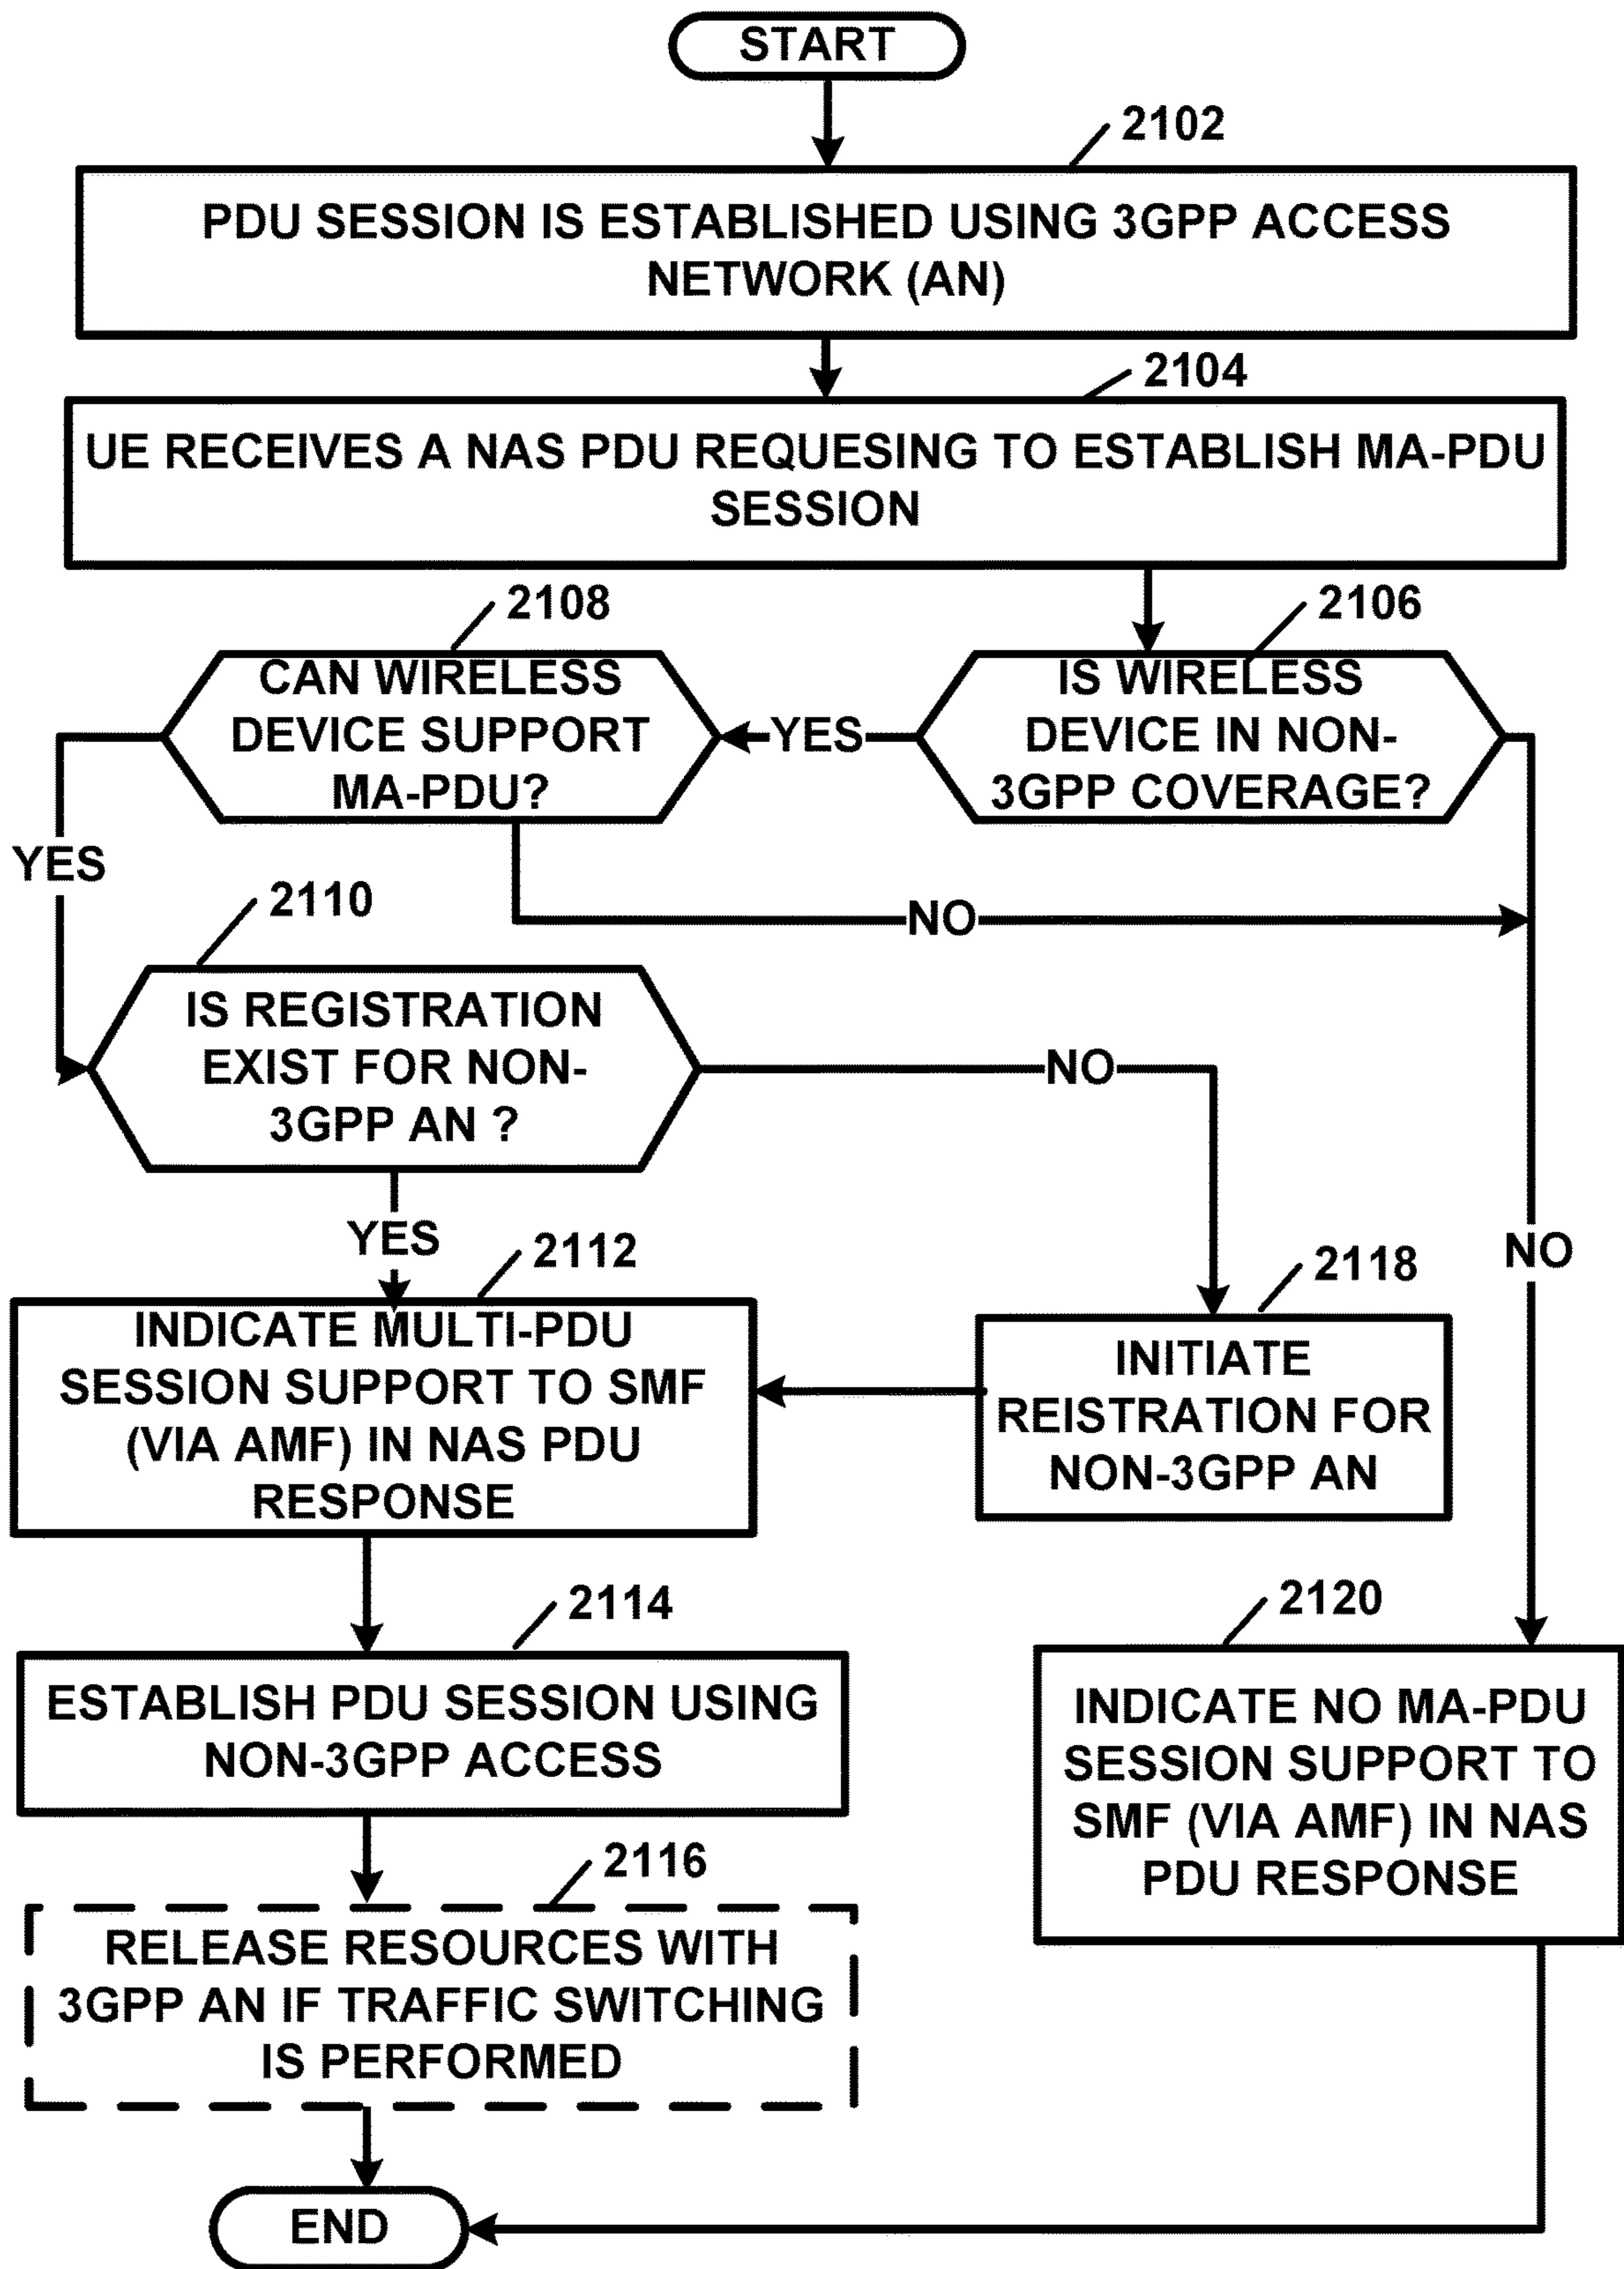 START
2102
PDU SESSION IS ESTABLISHED USING 3GPP ACCESS
NETWORK (AN)
2104
UE RECEIVES A NAS PDU REQUESING TO ESTABLISH MA-PDU
SESSION
2108
CAN WIRELESS
DEVICE SUPPORT
MA-PDU?
YES
2106
IS WIRELESS
DEVICE IN NON-
3GPP COVERAGE?
YES
NO
2110
IS REGISTRATION
EXIST FOR NON-
3GPP AN ?
NO
YES
NO
2112
INDICATE MULTI-PDU
SESSION SUPPORT TO SMF
(VIA AMF) IN NAS PDU
RESPONSE
2118
INITIATE
REISTRATION FOR
NON-3GPP AN
2114
ESTABLISH PDU SESSION USING
NON-3GPP ACCESS
2120
INDICATE NO MA-PDU
SESSION SUPPORT TO
SMF (VIA AMF) IN NAS
PDU RESPONSE
2116
RELEASE RESOURCES WITH
3GPP AN IF TRAFFIC SWITCHING
IS PERFORMED
END